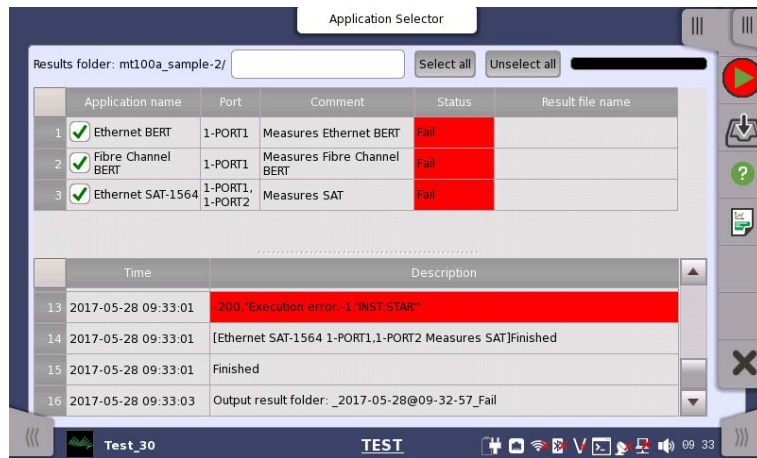 Application Selector
Results folder: mt100a_sample-2/ Select all Unselect all
Application name Port Comment Status Result file name
1 Ethernet BERT 1-PORT1 Measures Ethernet BERT Fail
2 Fibre Channel BERT 1-PORT1 Measures Fibre Channel BERT Fail
3 Ethernet SAT-1564 1-PORT1, 1-PORT2 Measures SAT Fail
Time Description
13 2017-05-28 09:33:01 -200,"Execution error:-1:'INST:STAR'"
14 2017-05-28 09:33:01 [Ethernet SAT-1564 1-PORT1,1-PORT2 Measures SAT]Finished
15 2017-05-28 09:33:01 Finished
16 2017-05-28 09:33:03 Output result folder: _2017-05-28@09-32-57_Fail
Test_30 TEST 09 33